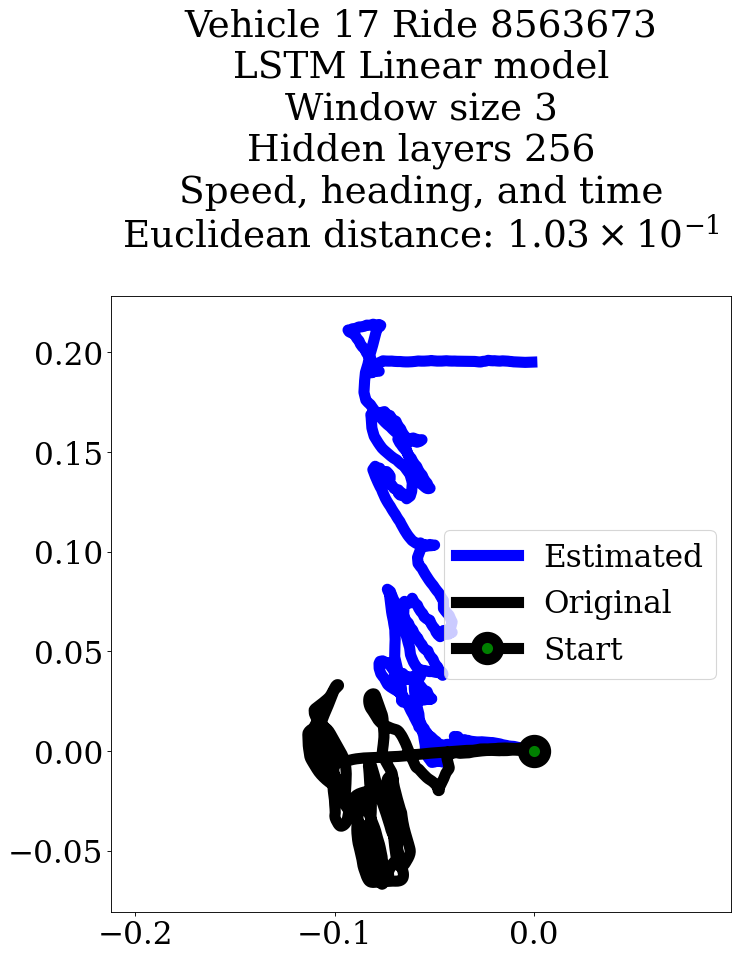 Vehicle 17 Ride 8563673
LSTM Linear model
Window size 3
Hidden layers 256
Speed, heading, and time
Euclidean distance: 1.03 × 10⁻¹
0.20
0.15
0.10
0.05
0.00
−0.05
Estimated
Original
Start
−0.2
−0.1
0.0